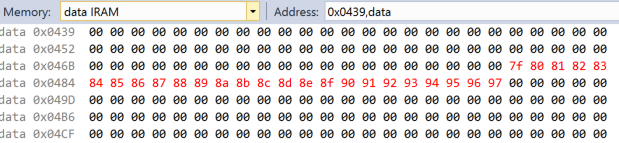 Memory: data IRAM Address: 0x0439,data
data 0x0439 00 00 00 00 00 00 00 00 00 00 00 00 00 00 00 00 00 00 00 00 00 00 00 00 00
data 0x0452 00 00 00 00 00 00 00 00 00 00 00 00 00 00 00 00 00 00 00 00 00 00 00 00 00
data 0x046B 00 00 00 00 00 00 00 00 00 00 00 00 00 00 00 00 00 00 00 00 7f 80 81 82 83
data 0x0484 84 85 86 87 88 89 8a 8b 8c 8d 8e 8f 90 91 92 93 94 95 96 97 00 00 00 00 00
data 0x049D 00 00 00 00 00 00 00 00 00 00 00 00 00 00 00 00 00 00 00 00 00 00 00 00 00
data 0x04B6 00 00 00 00 00 00 00 00 00 00 00 00 00 00 00 00 00 00 00 00 00 00 00 00 00
data 0x04CF 00 00 00 00 00 00 00 00 00 00 00 00 00 00 00 00 00 00 00 00 00 00 00 00 00